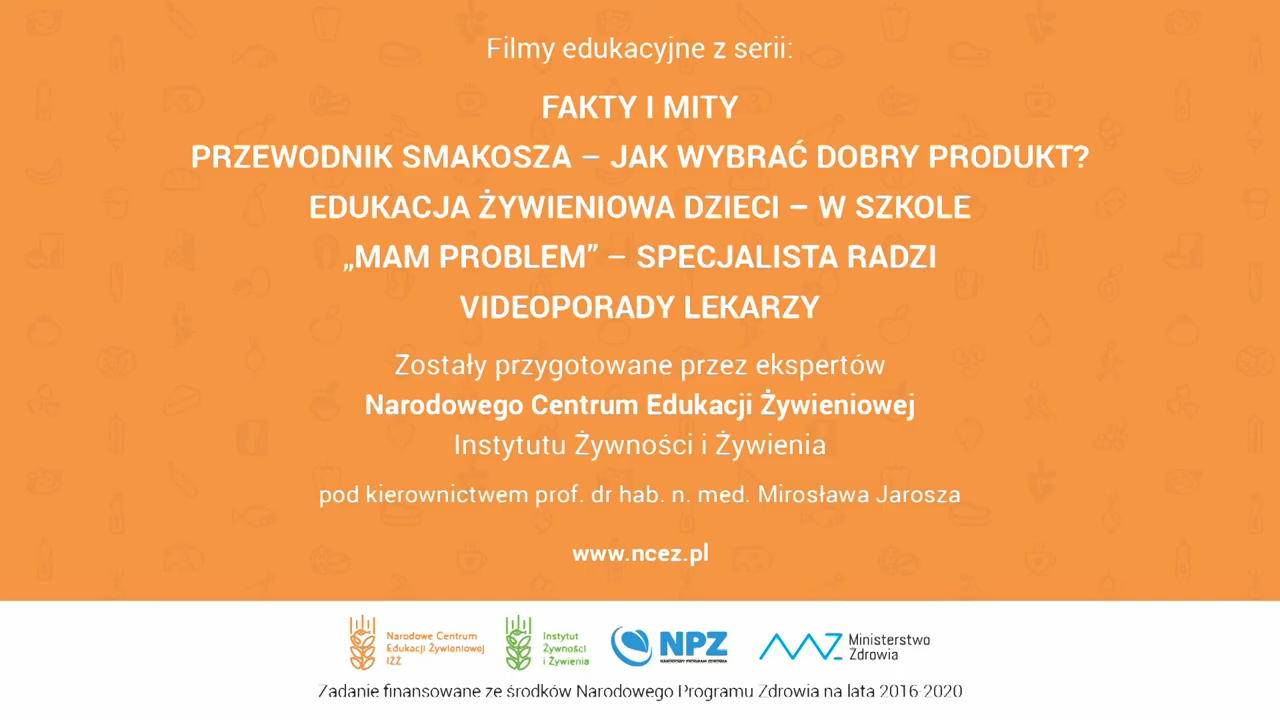 Filmy edukacyjne z serii:
FAKTY I MITY
PRZEWODNIK SMAKOSZA – JAK WYBRAĆ DOBRY PRODUKT?
EDUKACJA ŻYWIENIOWA DZIECI – W SZKOLE
„MAM PROBLEM” – SPECJALISTA RADZI
VIDEOPORADY LEKARZY
Zostały przygotowane przez ekspertów
Narodowego Centrum Edukacji Żywieniowej
Instytutu Żywności i Żywienia
pod kierownictwem prof. dr hab. n. med. Mirosława Jarosza
www.ncez.pl
Narodowe Centrum
Edukacji Żywieniowej
IŻŻ
Instytut
Żywności
i Żywienia
NPZ
NARODOWY PROGRAM ZDROWIA
Ministerstwo
Zdrowia
Zadanie finansowane ze środków Narodowego Programu Zdrowia na lata 2016-2020